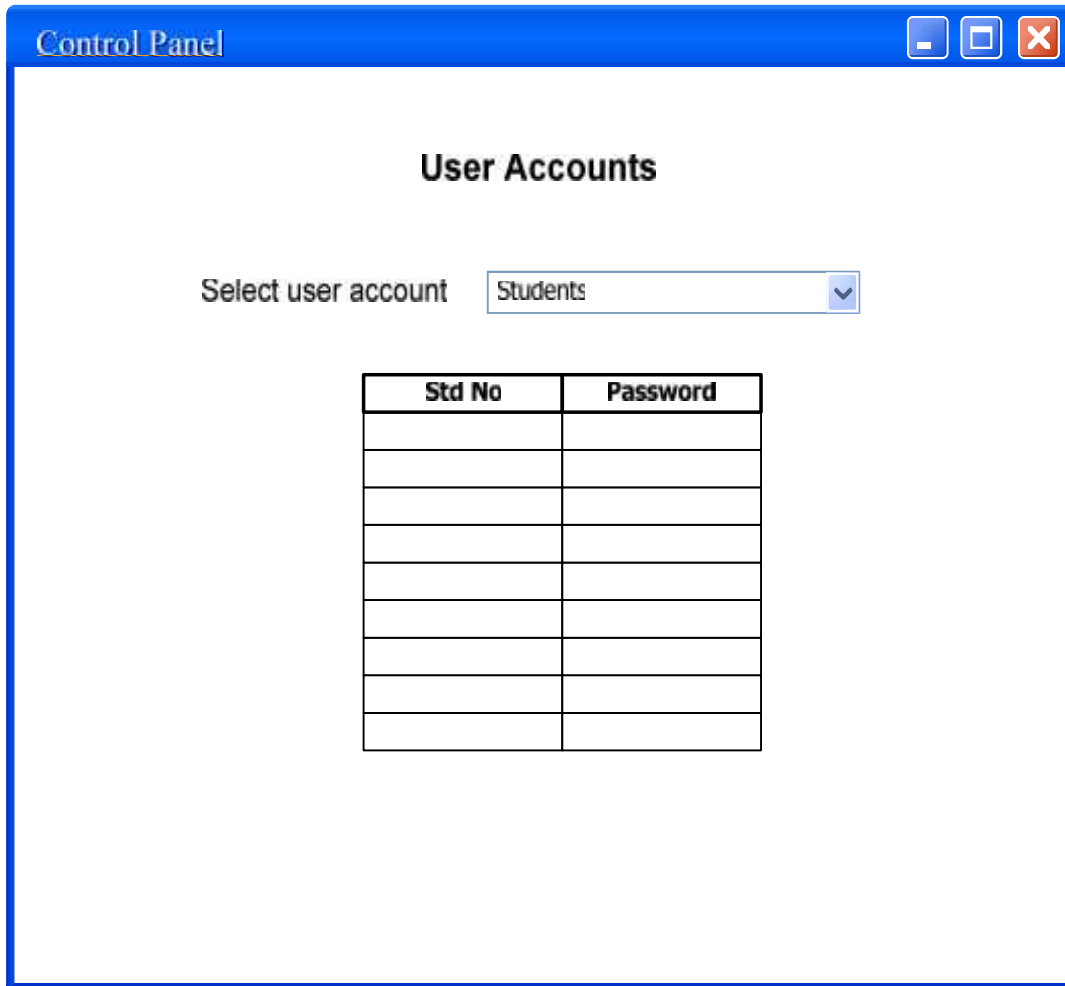 Control Panel
User Accounts
Select user account Students
Std No Password